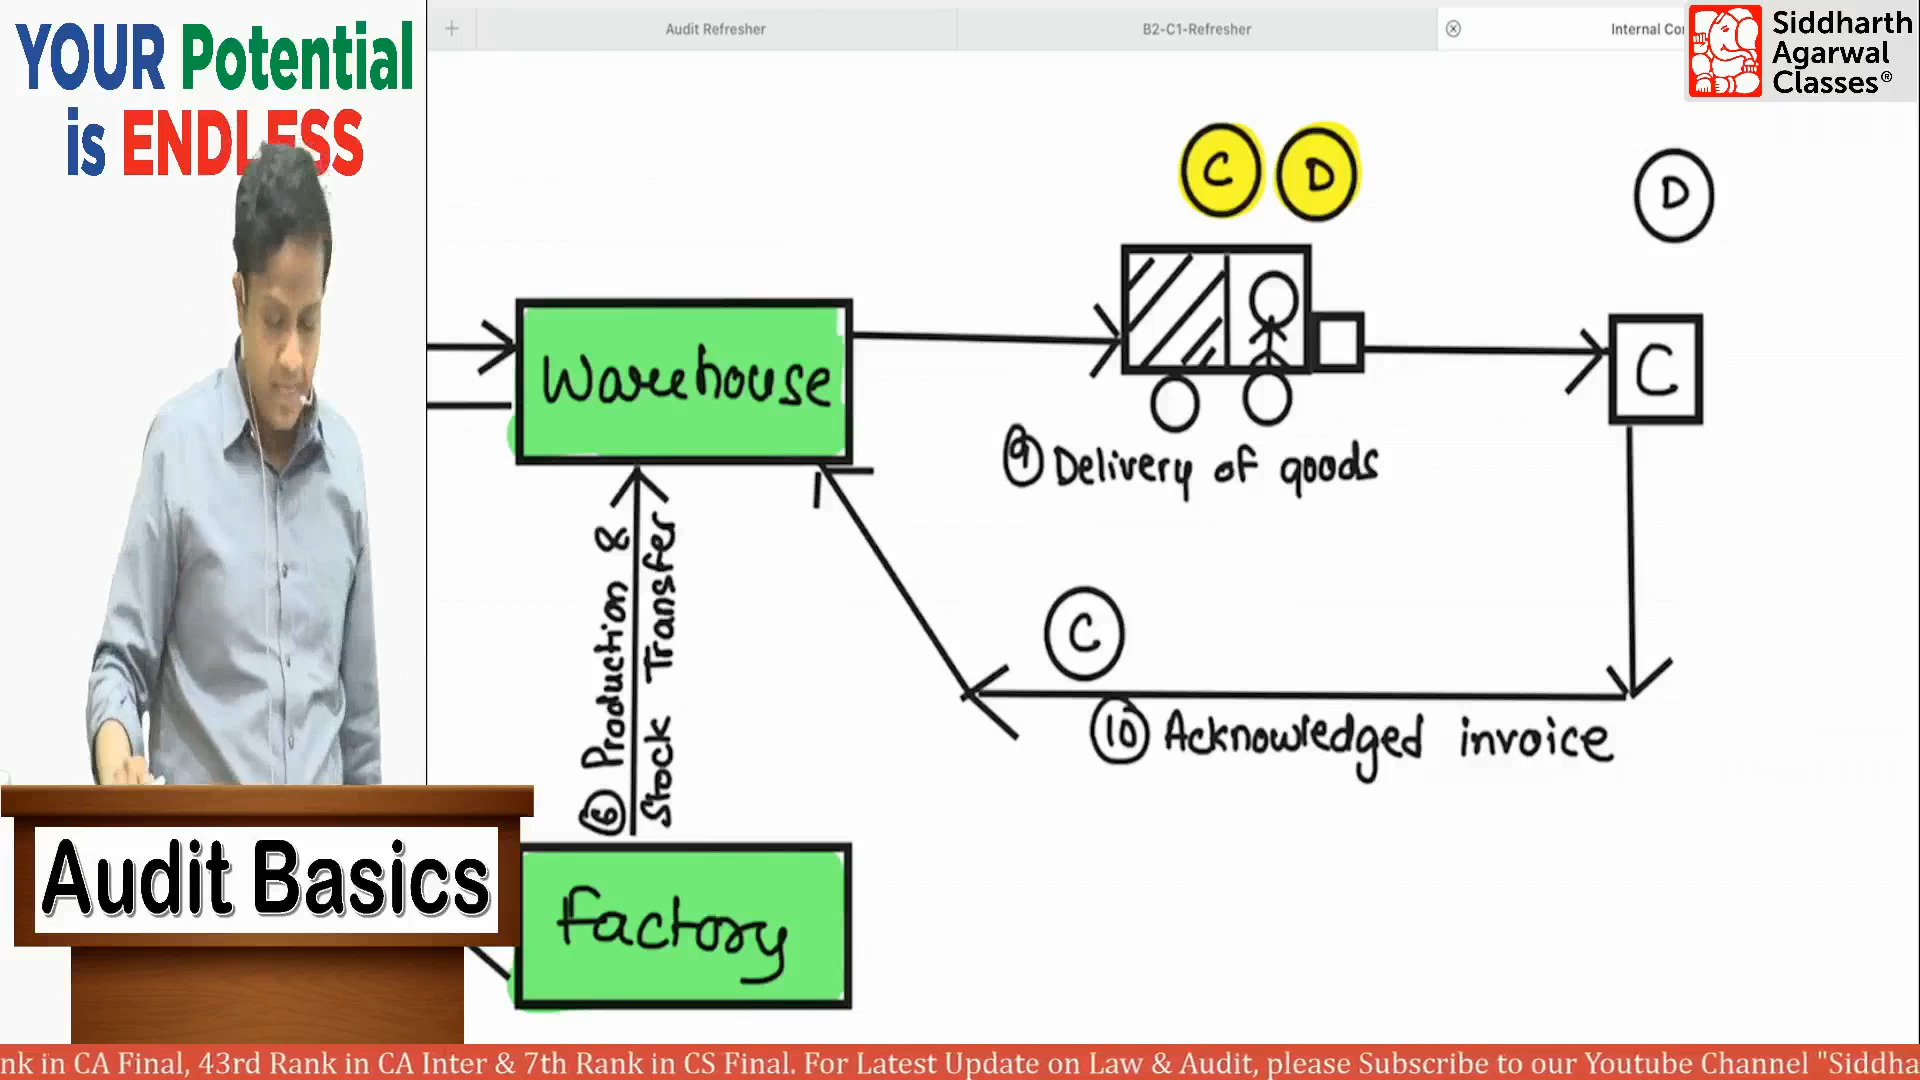 YOUR Potential
is ENDLESS
Audit Refresher
B2-C1-Refresher
Internal Co
Siddharth
Agarwal
Classes®
C
D
D
Warehouse
C
⑨ Delivery of goods
⑥ Production &
Stock Transfer
C
⑩ Acknowledged invoice
Factory
Audit Basics
nk in CA Final, 43rd Rank in CA Inter & 7th Rank in CS Final. For Latest Update on Law & Audit, please Subscribe to our Youtube Channel "Siddha